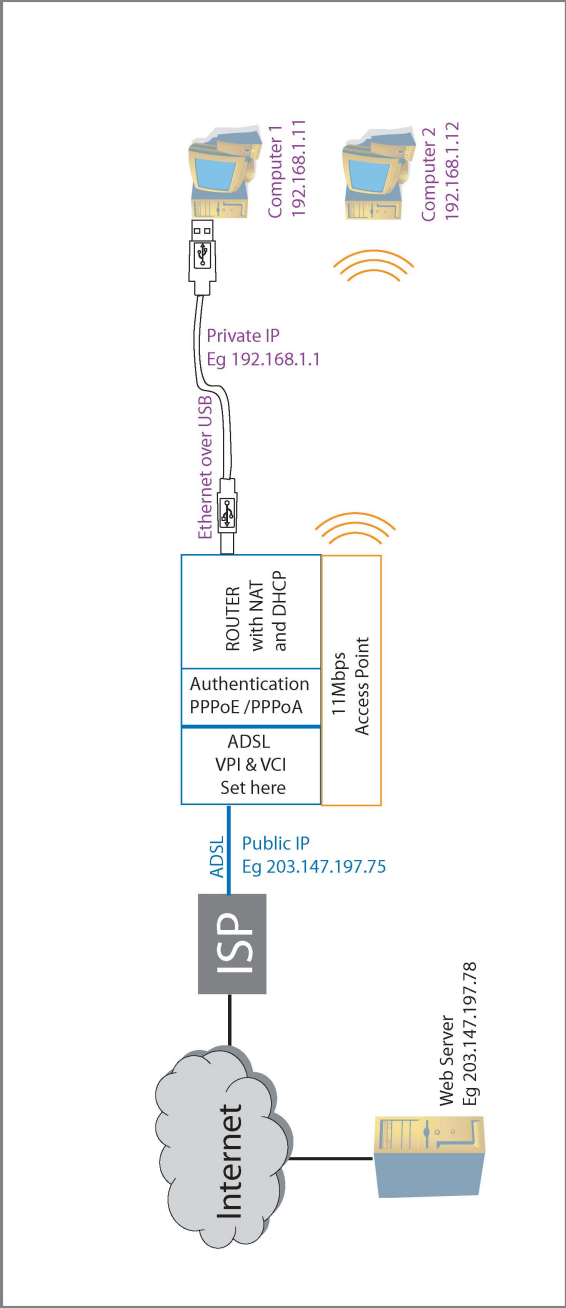 Computer 1
192.168.1.11
Computer 2
192.168.1.12
Private IP
Eg 192.168.1.1
Ethernet over USB
ROUTER
with NAT
and DHCP
Authentication
PPPoE /PPPoA
ADSL
VPI & VCI
Set here
11Mbps
Access Point
ADSL
Public IP
Eg 203.147.197.75
ISP
Internet
Web Server
Eg 203.147.197.78